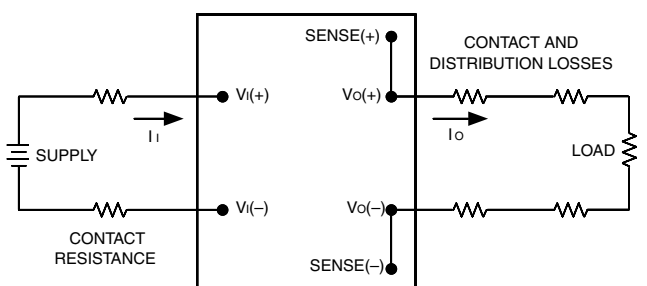 SENSE(+)
CONTACT AND
DISTRIBUTION LOSSES
VI(+)
VO(+)
II
IO
SUPPLY
LOAD
VI(–)
VO(–)
CONTACT
RESISTANCE
SENSE(–)